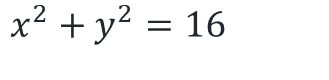 x² + y² = 16